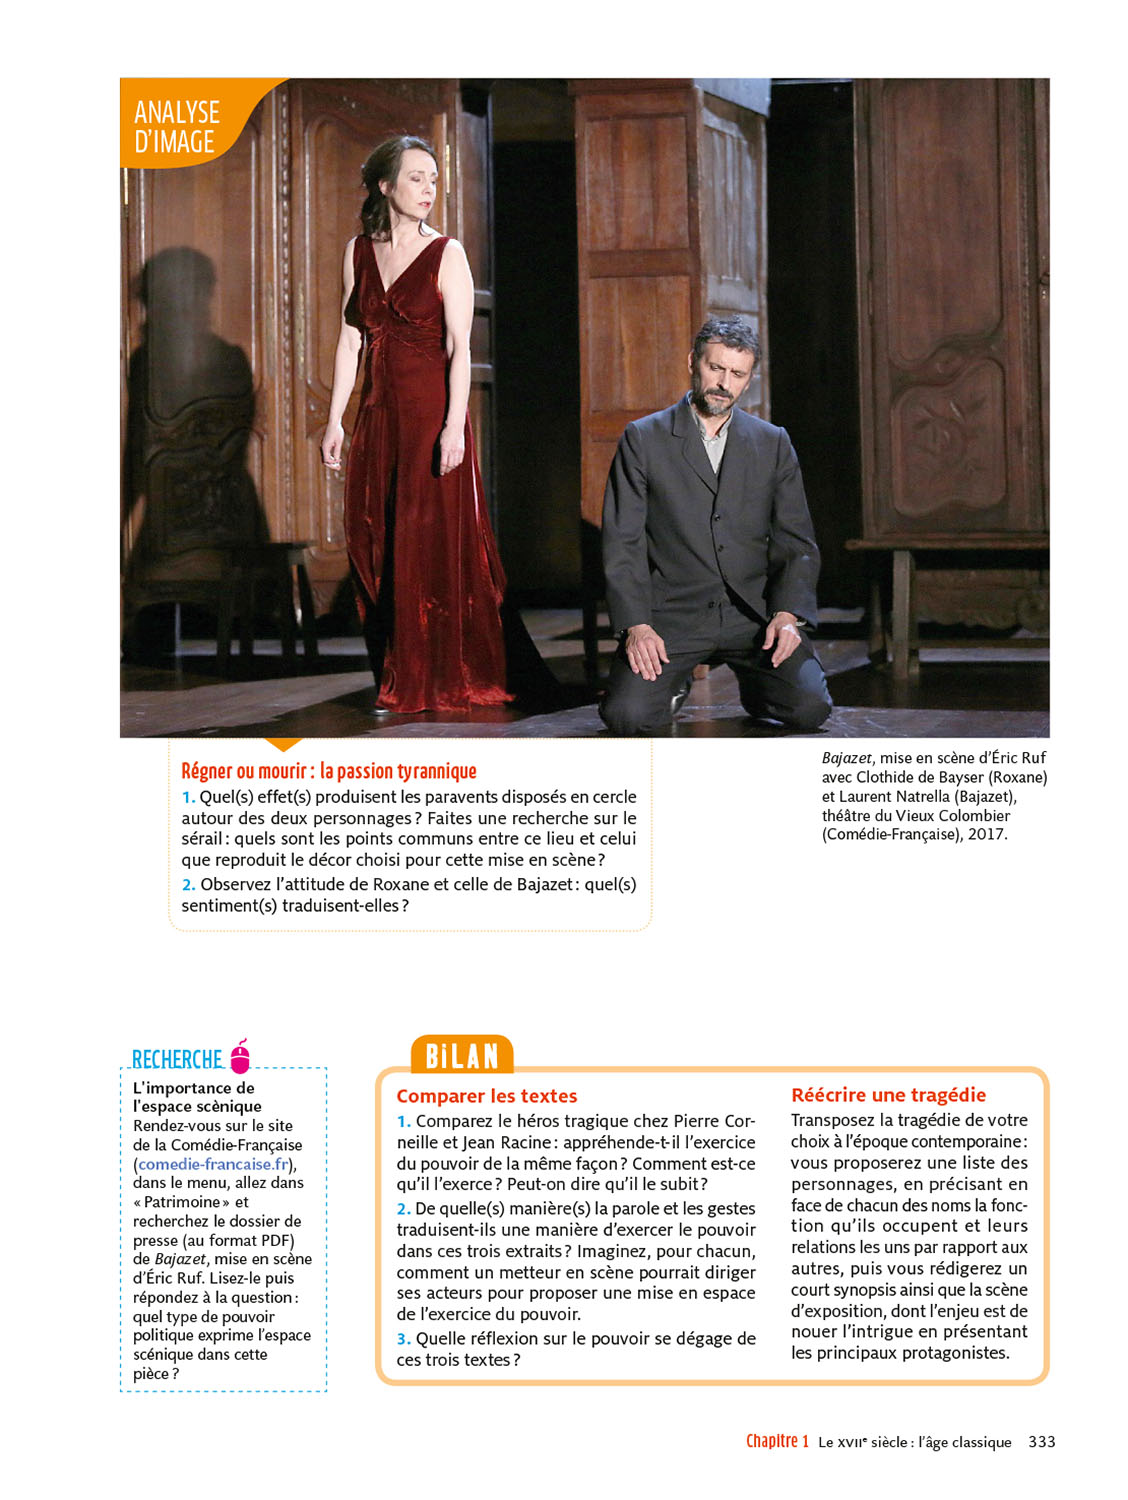 ANALYSE
D'IMAGE
Régner ou mourir : la passion tyrannique
1. Quel(s) effet(s) produisent les paravents disposés en cercle
autour des deux personnages ? Faites une recherche sur le
sérail : quels sont les points communs entre ce lieu et celui
que reproduit le décor choisi pour cette mise en scène ?
2. Observez l'attitude de Roxane et celle de Bajazet : quel(s)
sentiment(s) traduisent-elles ?
Bajazet, mise en scène d'Éric Ruf
avec Clothide de Bayser (Roxane)
et Laurent Natrella (Bajazet),
théâtre du Vieux Colombier
(Comédie-Française), 2017.
RECHERCHE
L'importance de
l'espace scènique
Rendez-vous sur le site
de la Comédie-Française
(comedie-francaise.fr),
dans le menu, allez dans
« Patrimoine » et
recherchez le dossier de
presse (au format PDF)
de Bajazet, mise en scène
d'Éric Ruf. Lisez-le puis
répondez à la question :
quel type de pouvoir
politique exprime l'espace
scénique dans cette
pièce ?
BiLAN
Comparer les textes
1. Comparez le héros tragique chez Pierre Cor-
neille et Jean Racine : appréhende-t-il l'exercice
du pouvoir de la même façon ? Comment est-ce
qu'il l'exerce ? Peut-on dire qu'il le subit ?
2. De quelle(s) manière(s) la parole et les gestes
traduisent-ils une manière d'exercer le pouvoir
dans ces trois extraits ? Imaginez, pour chacun,
comment un metteur en scène pourrait diriger
ses acteurs pour proposer une mise en espace
de l'exercice du pouvoir.
3. Quelle réflexion sur le pouvoir se dégage de
ces trois textes ?
Réécrire une tragédie
Transposez la tragédie de votre
choix à l'époque contemporaine :
vous proposerez une liste des
personnages, en précisant en
face de chacun des noms la fonc-
tion qu'ils occupent et leurs
relations les uns par rapport aux
autres, puis vous rédigerez un
court synopsis ainsi que la scène
d'exposition, dont l'enjeu est de
nouer l'intrigue en présentant
les principaux protagonistes.
Chapitre 1 Le XVIIe siècle : l'âge classique 333